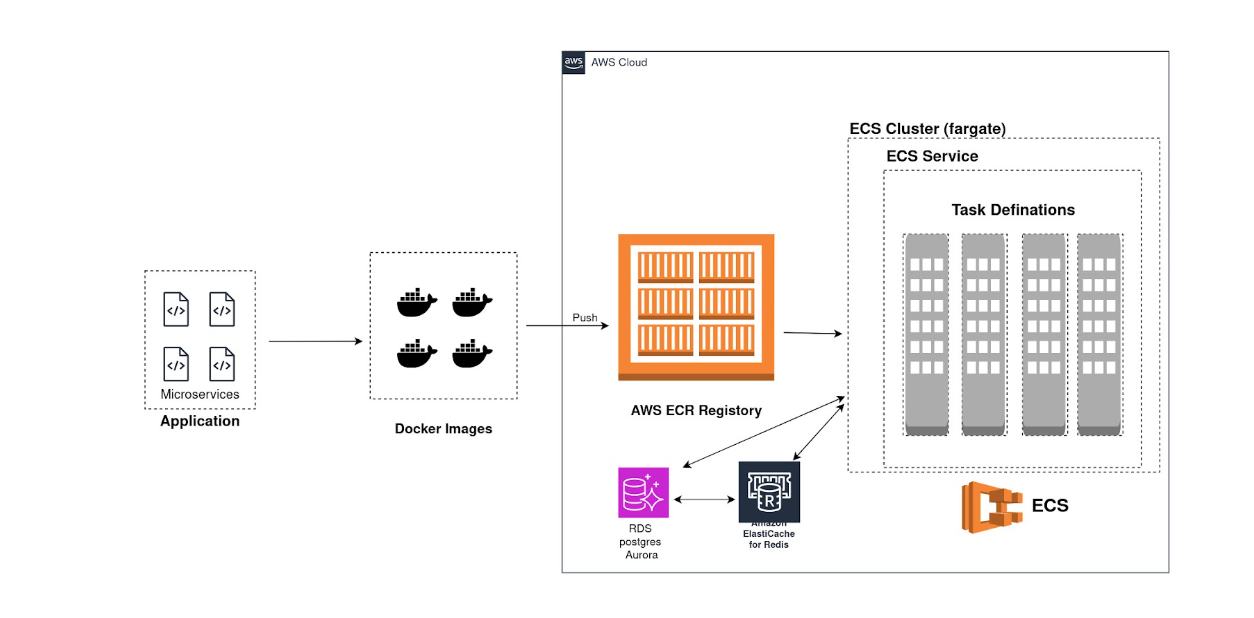 aws
AWS Cloud
ECS Cluster (fargate)
ECS Service
Task Definations
Push
Microservices
Application
Docker Images
AWS ECR Registory
R
RDS
postgres
Aurora
Amazon
ElastiCache
for Redis
ECS